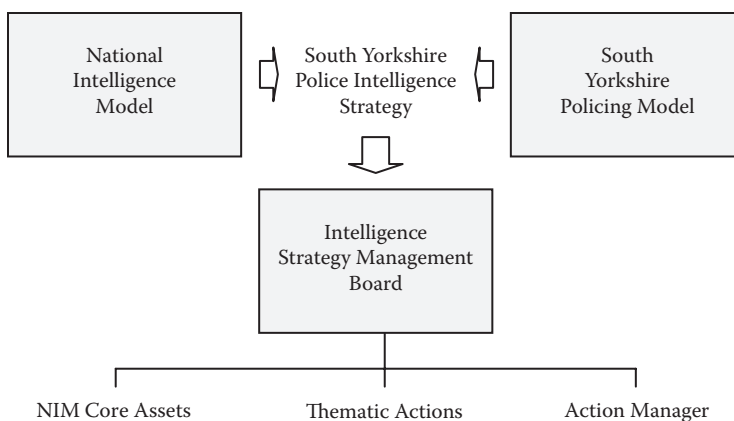 National
Intelligence
Model
South Yorkshire
Police Intelligence
Strategy
South
Yorkshire
Policing Model
Intelligence
Strategy Management
Board
NIM Core Assets
Thematic Actions
Action Manager